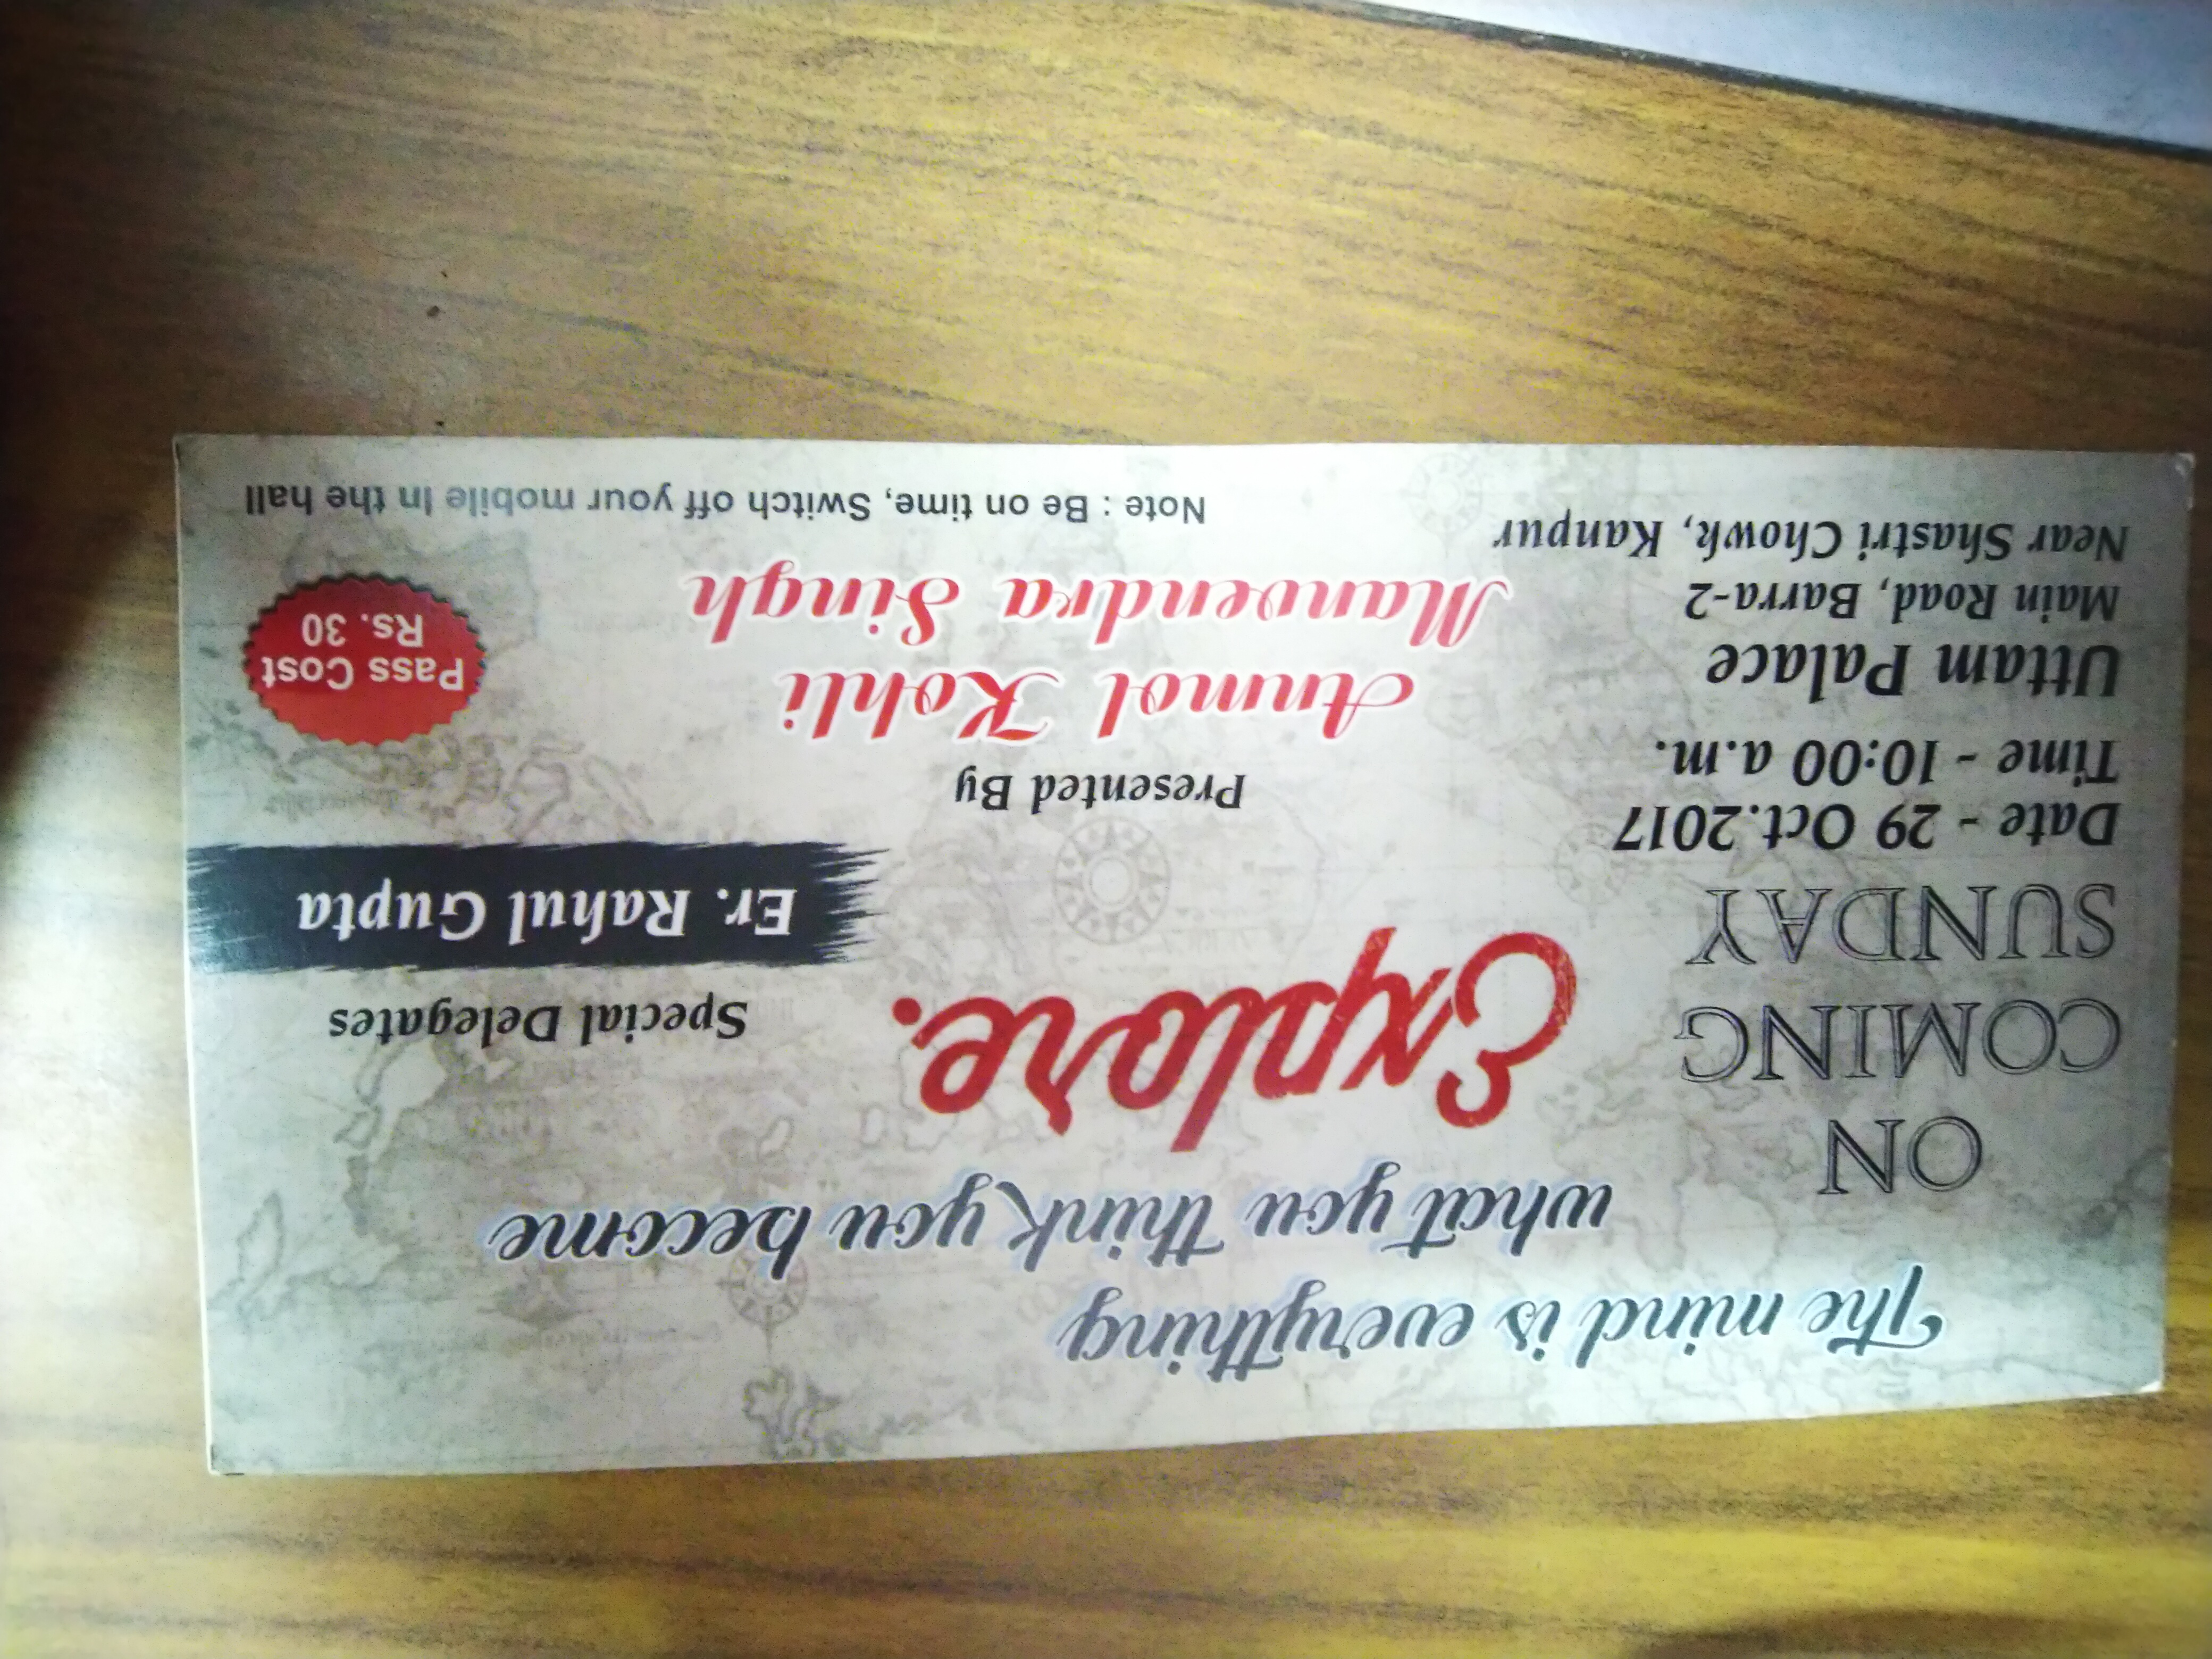 The mind is everything
what you think you become
ON
COMING
SUNDAY
Explore.
Date - 29 Oct.2017
Time - 10:00 a.m.
Uttam Palace
Main Road, Barra-2
Near Shastri Chowk, Kanpur
Special Delegates
Er. Rahul Gupta
Presented By
Anmol Kohli
Manvendra Singh
Pass Cost
Rs. 30
Note : Be on time, Switch off your mobile In the hall